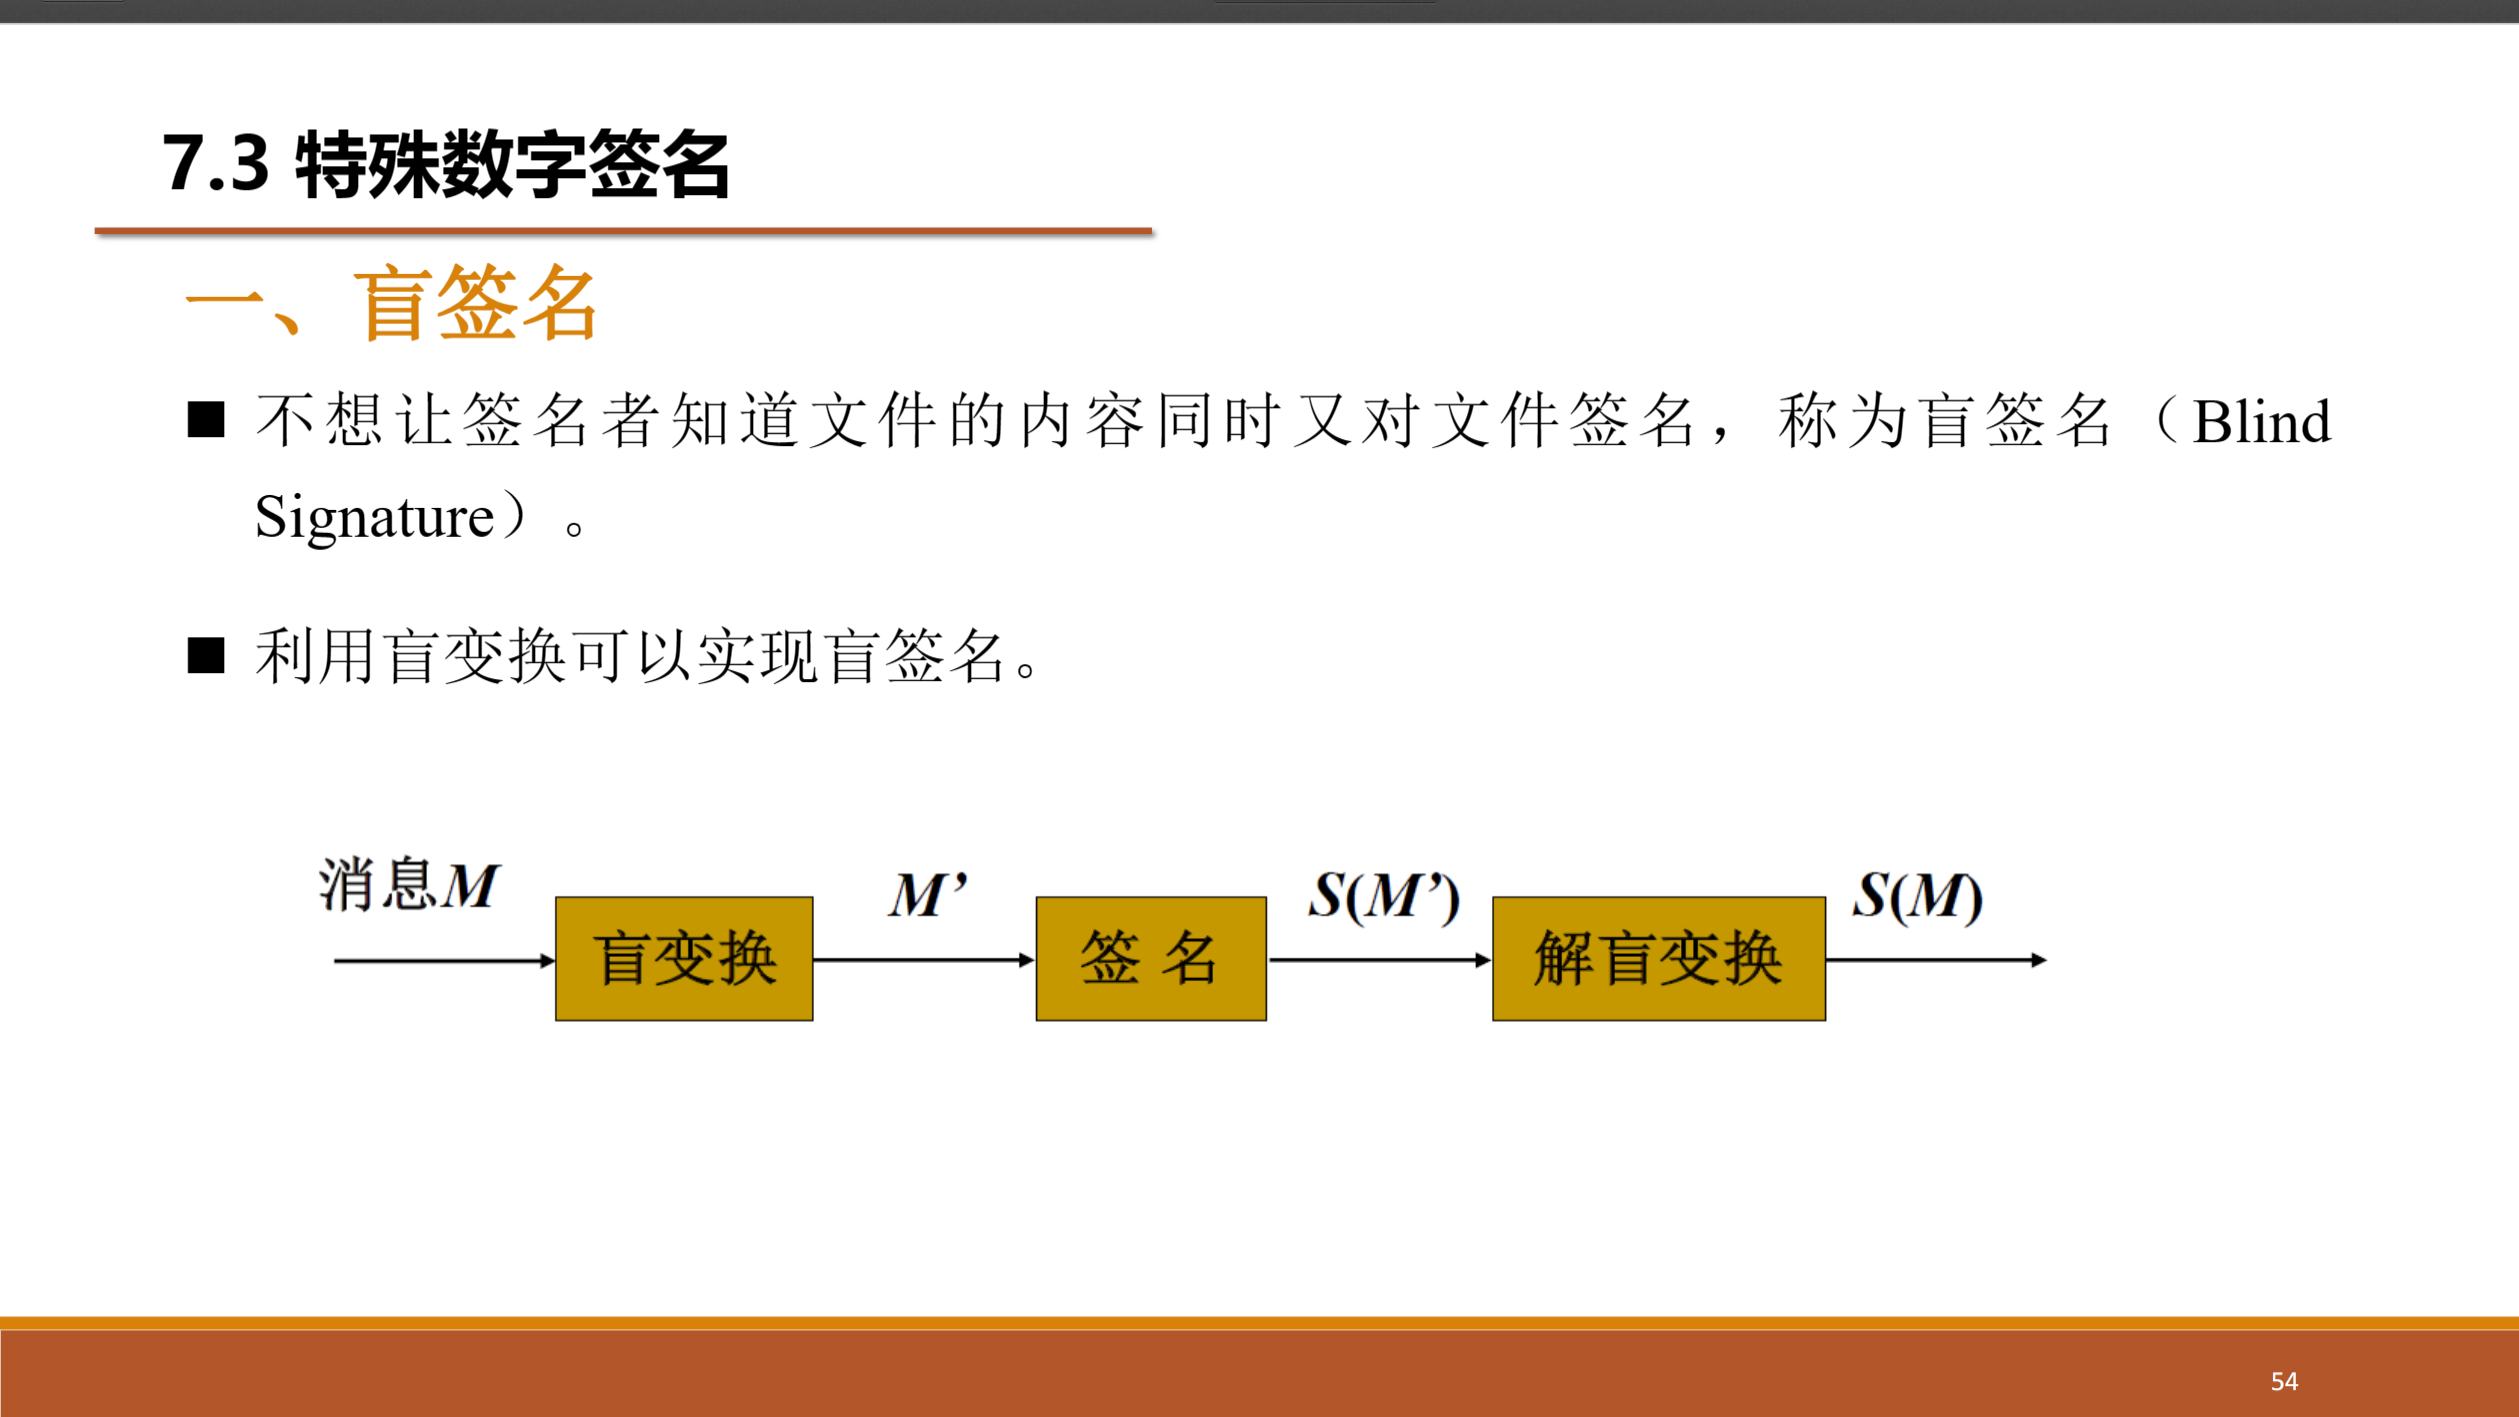 7.3 特殊数字签名
一、盲签名
■ 不想让签名者知道文件的内容同时又对文件签名，称为盲签名（Blind
Signature）。
■ 利用盲变换可以实现盲签名。
消息M
M’
S(M’)
S(M)
盲变换
签 名
解盲变换
54